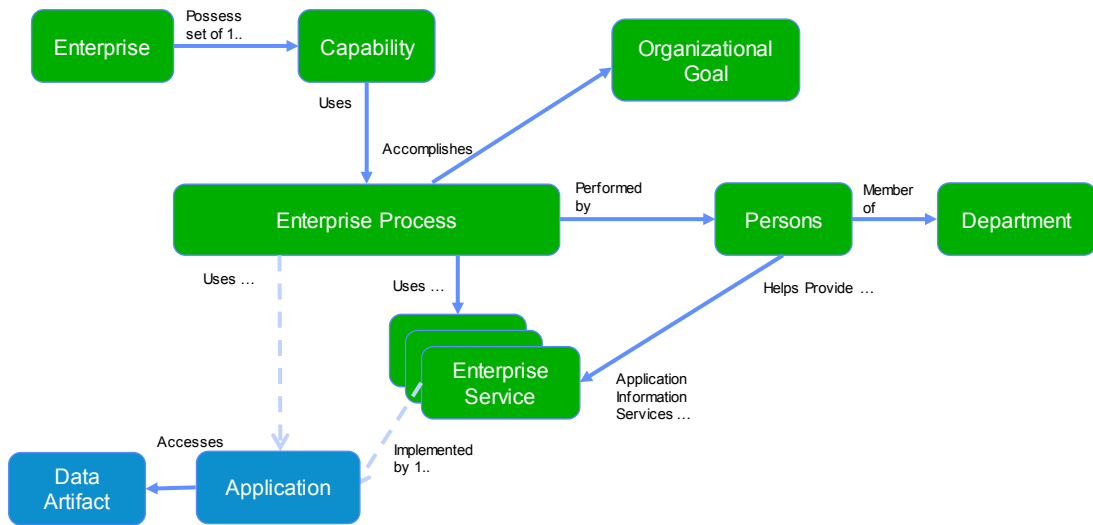 Possess
set of 1..
Enterprise
Capability
Organizational
Goal
Uses
Accomplishes
Enterprise Process
Performed
by
Persons
Member
of
Department
Uses ...
Uses ...
Helps Provide ...
Enterprise
Service
Application
Information
Services ...
Implemented
by 1..
Accesses
Data
Artifact
Application